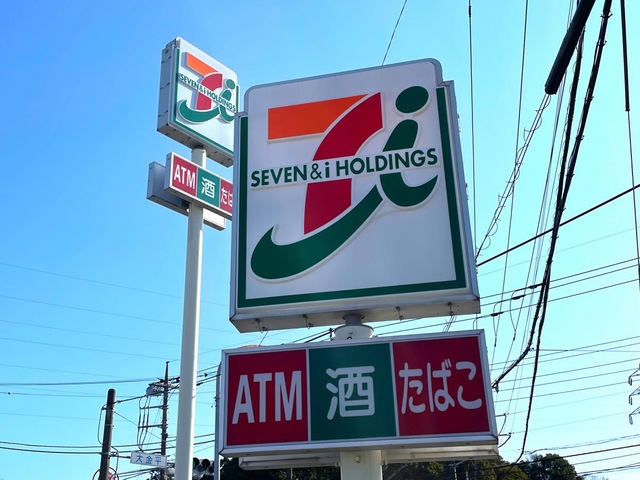 SEVEN & i HOLDINGS
ATM 酒 たばこ
SEVEN & i HOLDINGS
ATM 酒 たばこ